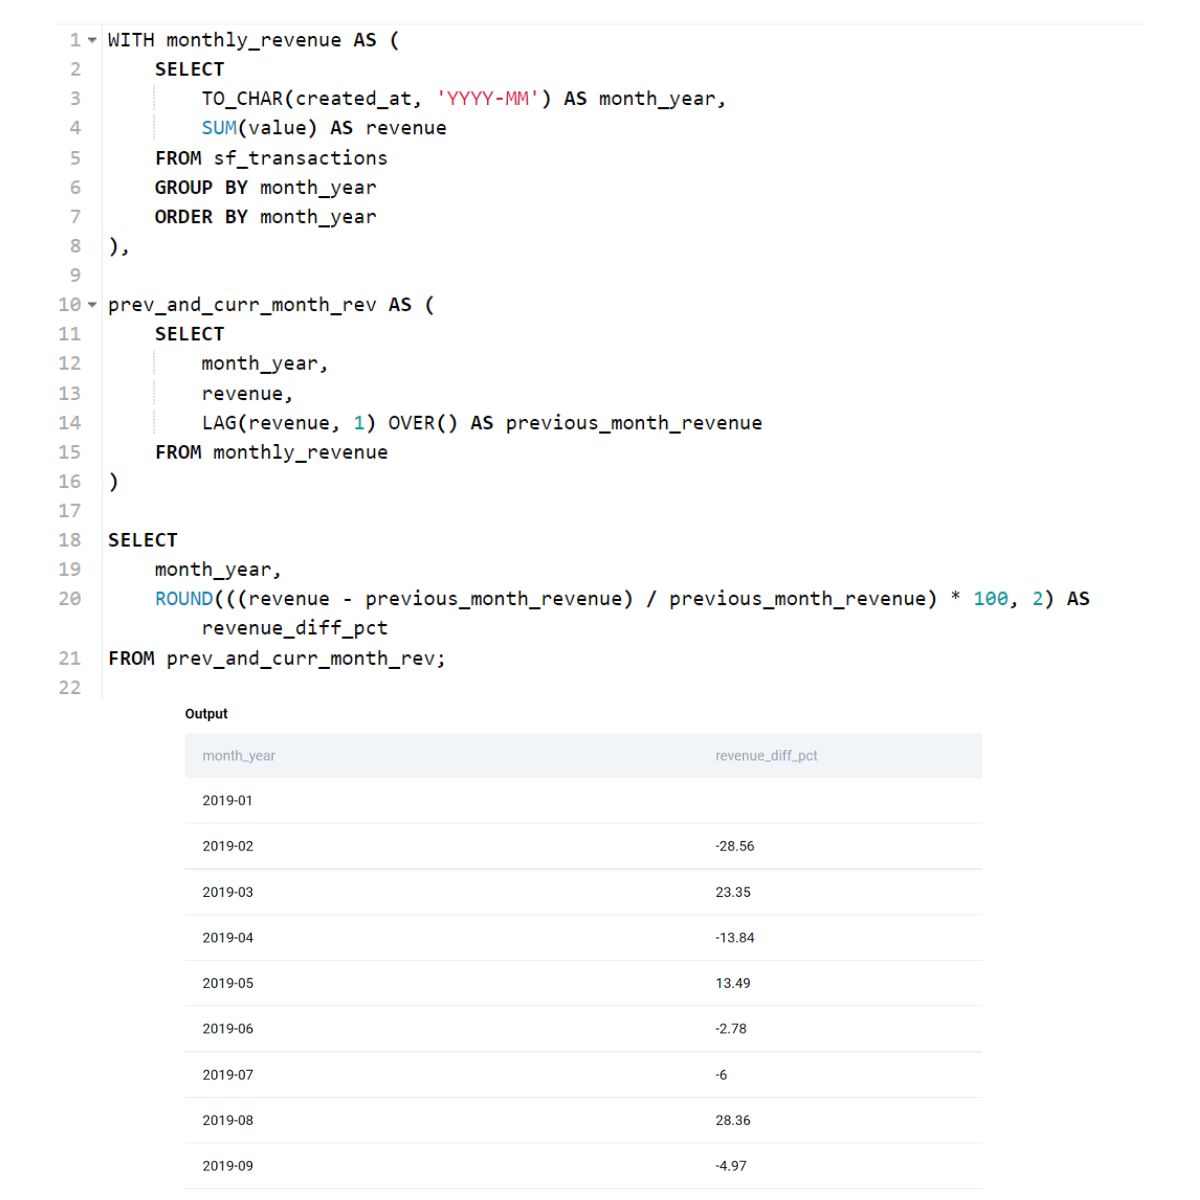 1 WITH monthly_revenue AS (
2 SELECT
3 TO_CHAR(created_at, 'YYYY-MM') AS month_year,
4 SUM(value) AS revenue
5 FROM sf_transactions
6 GROUP BY month_year
7 ORDER BY month_year
8 ),
9
10 prev_and_curr_month_rev AS (
11 SELECT
12 month_year,
13 revenue,
14 LAG(revenue, 1) OVER() AS previous_month_revenue
15 FROM monthly_revenue
16 )
17
18 SELECT
19 month_year,
20 ROUND(((revenue - previous_month_revenue) / previous_month_revenue) * 100, 2) AS
revenue_diff_pct
21 FROM prev_and_curr_month_rev;
22
Output
month_year revenue_diff_pct
2019-01
2019-02 -28.56
2019-03 23.35
2019-04 -13.84
2019-05 13.49
2019-06 -2.78
2019-07 -6
2019-08 28.36
2019-09 -4.97